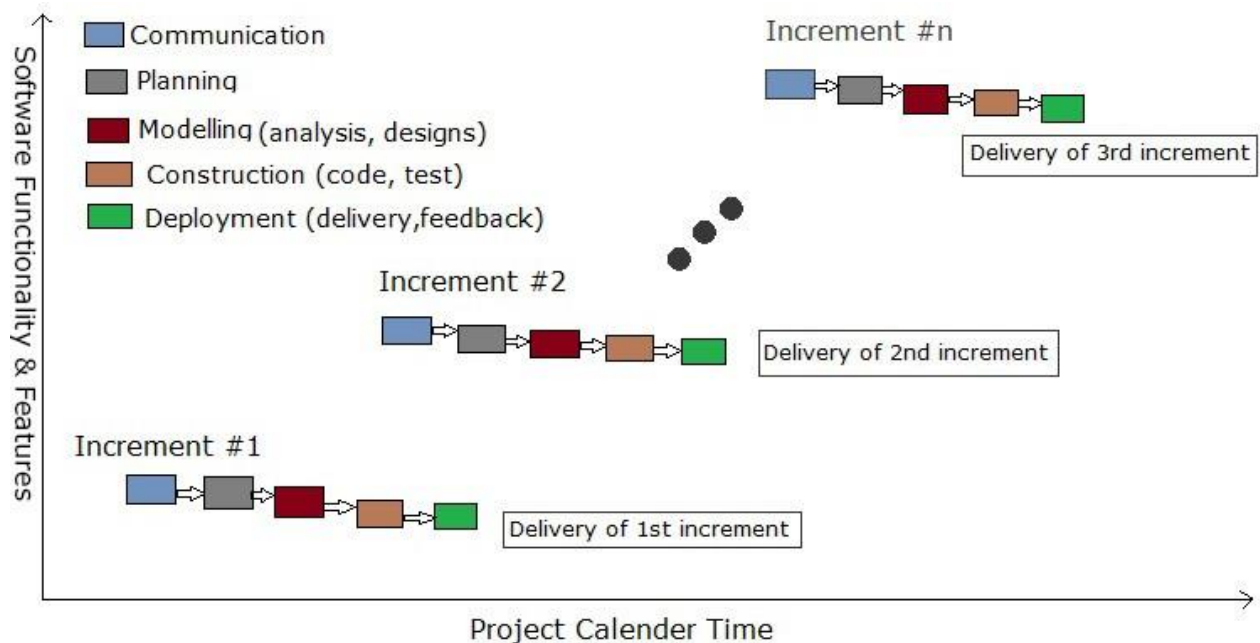 Software Functionality & Features
Communication
Planning
Modelling (analysis, designs)
Construction (code, test)
Deployment (delivery,feedback)
Increment #n
Delivery of 3rd increment
Increment #2
Delivery of 2nd increment
Increment #1
Delivery of 1st increment
Project Calender Time